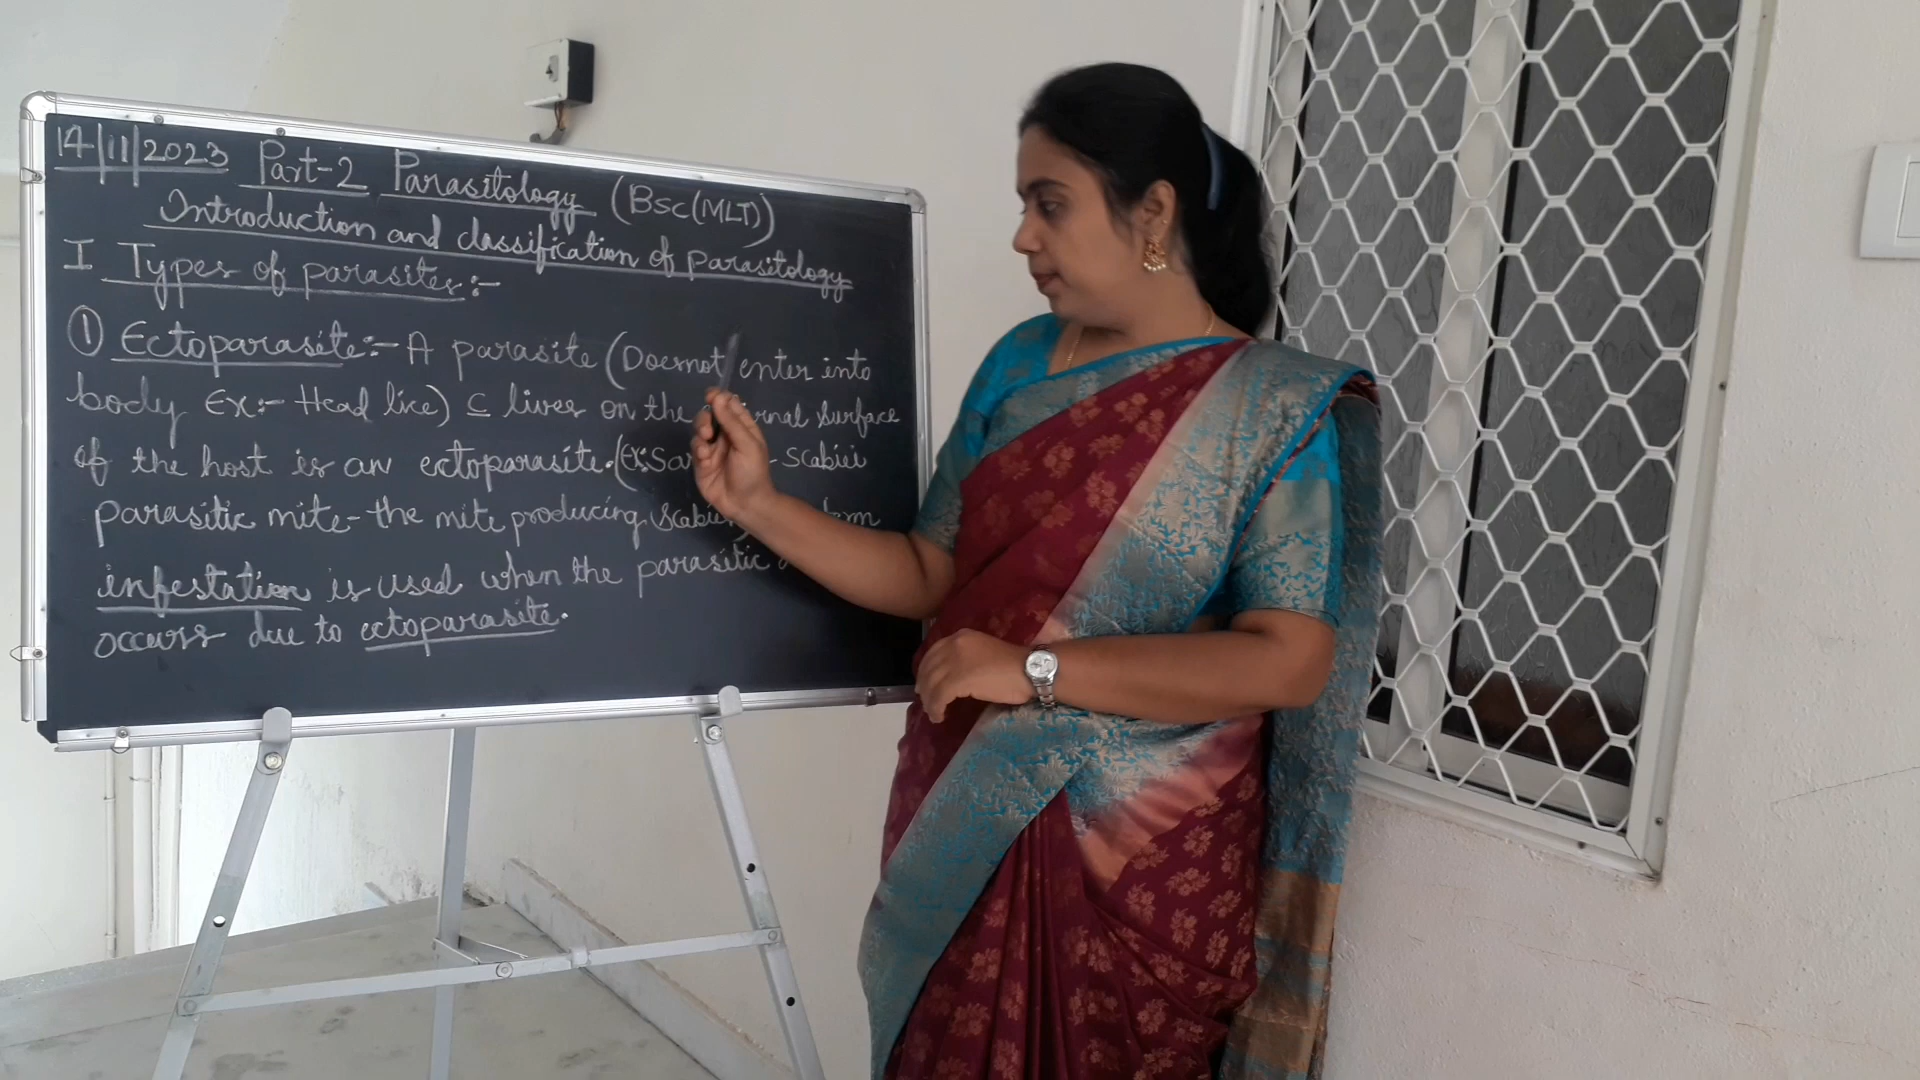 14/11/2023 Part-2 Parasitology (Bsc(MLT))
Introduction and classification of parasitology
I Types of parasites:-
① Ectoparasite:- A parasite (Doesnot enter into
body Ex:- Head lice) C lives on the surface
of the host is an ectoparasite. (Ex: Scabiei
parasitic mite - the mite producing
infestation is used when the parasitic
occurs due to ectoparasite.